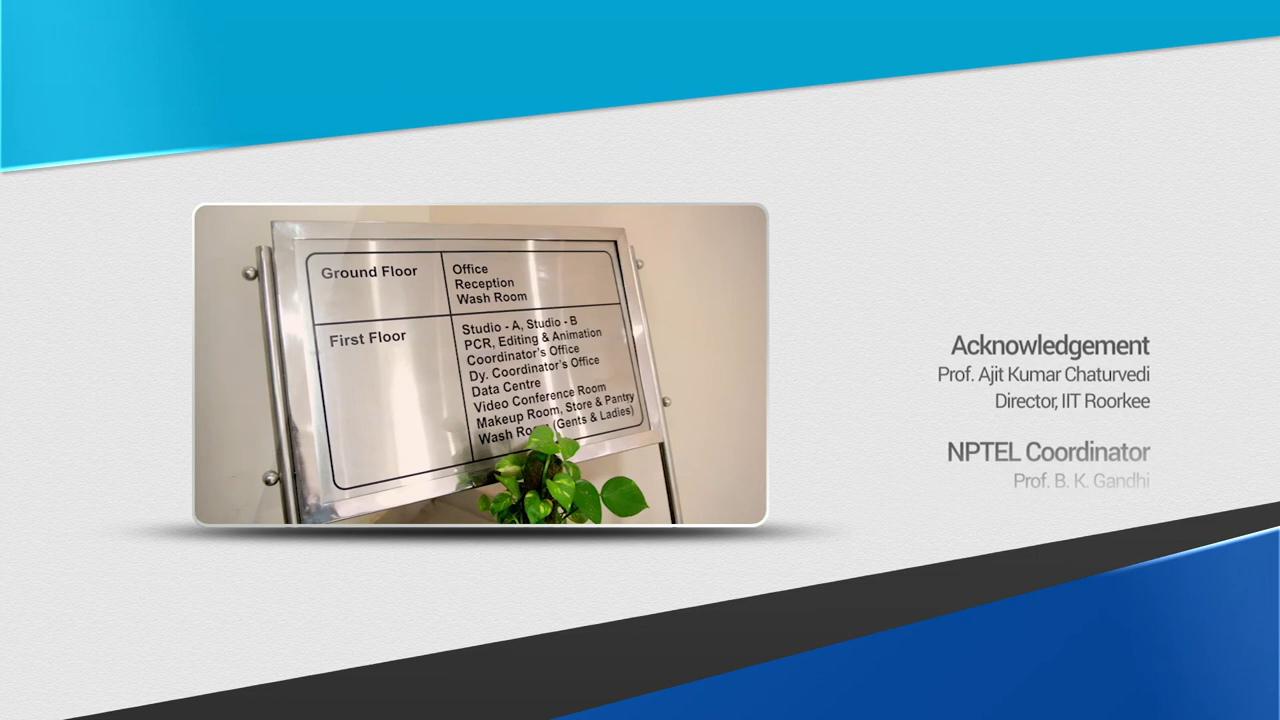 Ground Floor
Office
Reception
Wash Room
First Floor
Studio - A, Studio - B
PCR, Editing & Animation
Coordinator's Office
Dy. Coordinator's Office
Data Centre
Video Conference Room
Makeup Room, Store & Pantry
Wash Room (Gents & Ladies)
Acknowledgement
Prof. Ajit Kumar Chaturvedi
Director, IIT Roorkee
NPTEL Coordinator
Prof. B. K. Gandhi